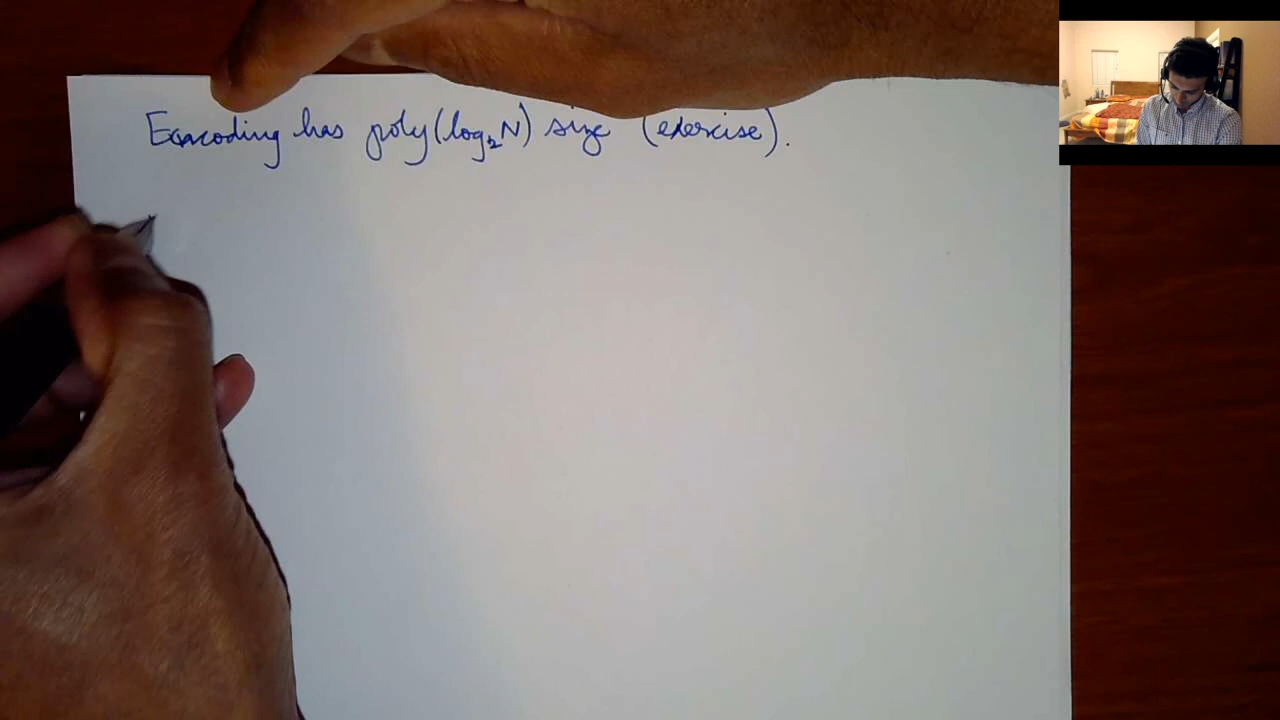 Encoding has poly(log₂N) size (exercise).